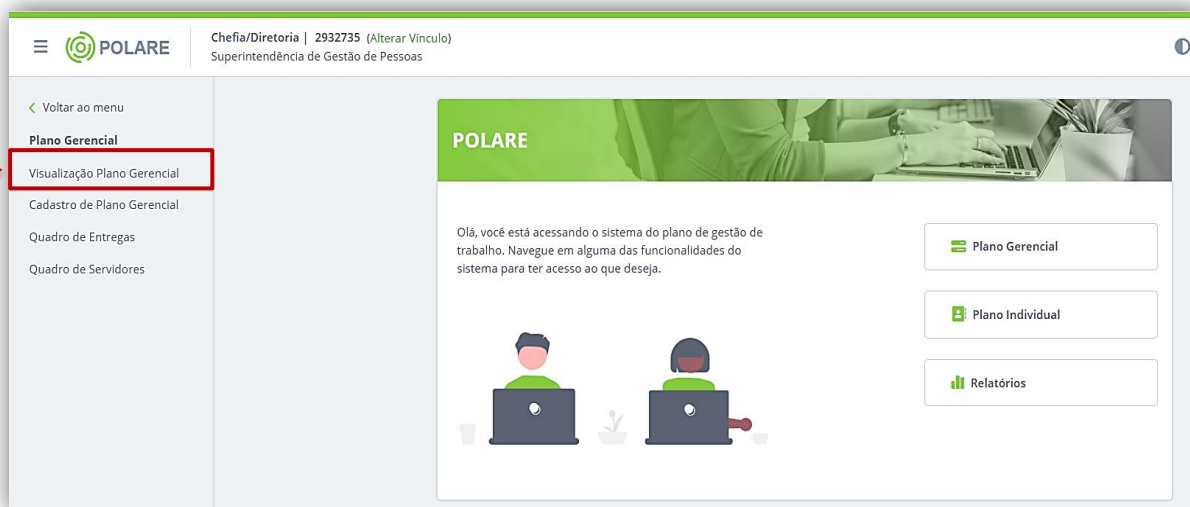 POLARE
Chefia/Diretoria | 2932735 (Alterar Vínculo)
Superintendência de Gestão de Pessoas
Voltar ao menu
Plano Gerencial
Visualização Plano Gerencial
Cadastro de Plano Gerencial
Quadro de Entregas
Quadro de Servidores
POLARE
Olá, você está acessando o sistema do plano de gestão de
trabalho. Navegue em alguma das funcionalidades do
sistema para ter acesso ao que deseja.
Plano Gerencial
Plano Individual
Relatórios